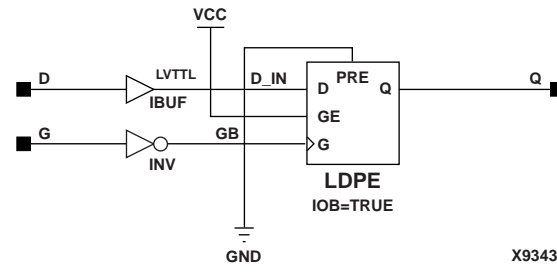 VCC
D
LVTTL
D_IN
IBUF
PRE
D
Q
Q
GE
G
GB
G
INV
LDPE
IOB=TRUE
GND
X9343